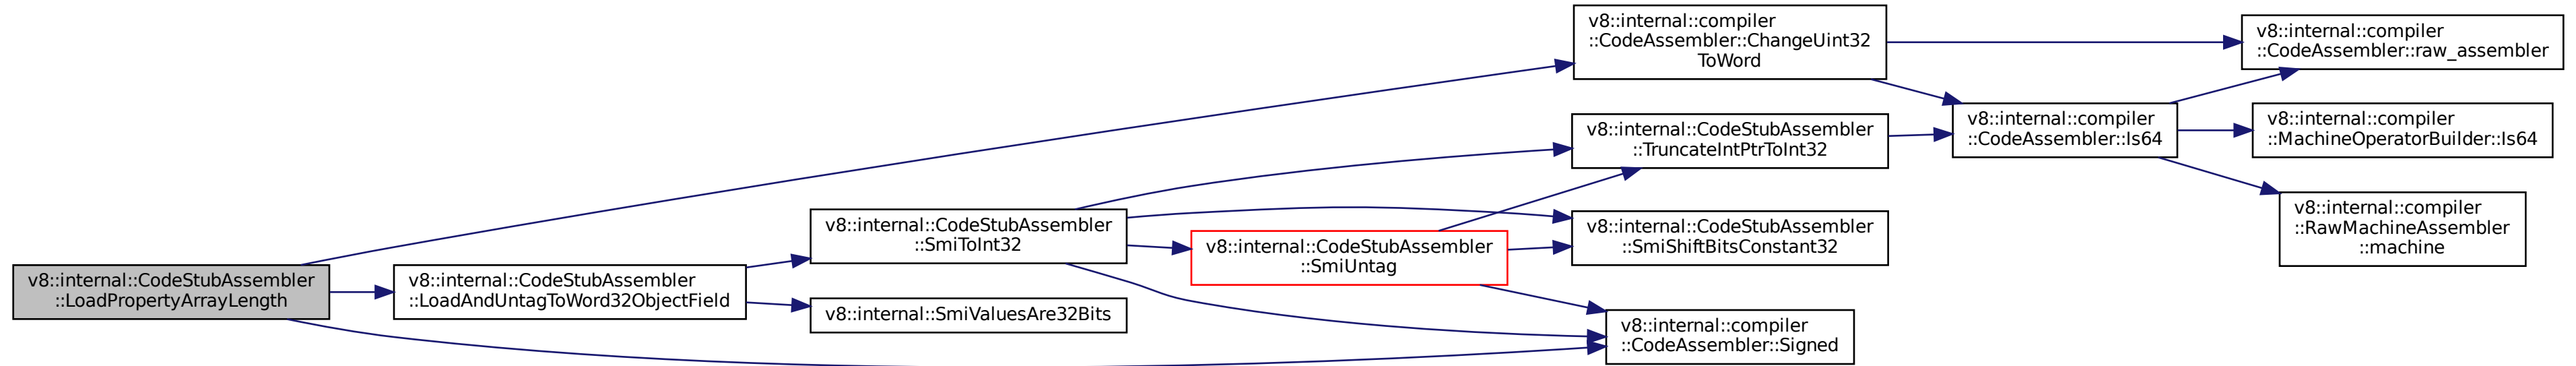 v8::internal::CodeStubAssembler
::LoadPropertyArrayLength
v8::internal::CodeStubAssembler
::LoadAndUntagToWord32ObjectField
v8::internal::CodeStubAssembler
::SmiToInt32
v8::internal::SmiValuesAre32Bits
v8::internal::CodeStubAssembler
::SmiUntag
v8::internal::compiler
::CodeAssembler::ChangeUint32
ToWord
v8::internal::CodeStubAssembler
::TruncateIntPtrToInt32
v8::internal::CodeStubAssembler
::SmiShiftBitsConstant32
v8::internal::compiler
::CodeAssembler::Signed
v8::internal::compiler
::CodeAssembler::Is64
v8::internal::compiler
::CodeAssembler::raw_assembler
v8::internal::compiler
::MachineOperatorBuilder::Is64
v8::internal::compiler
::RawMachineAssembler
::machine